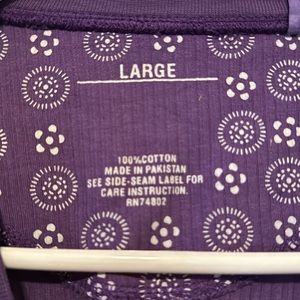 LARGE
100%COTTON
MADE IN PAKISTAN
SEE SIDE-SEAM LABEL FOR
CARE INSTRUCTION.
RN74802